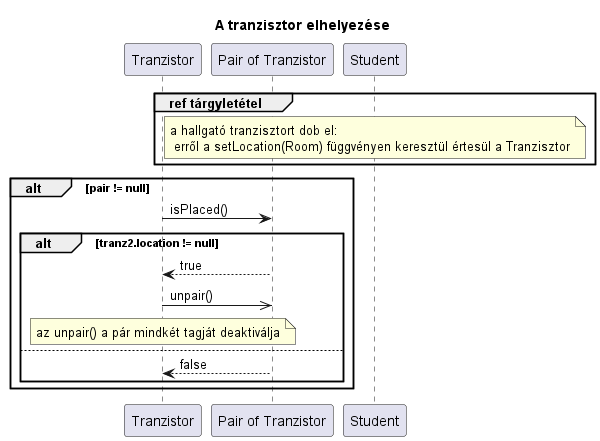 A tranzisztor elhelyezése
Tranzistor
Pair of Tranzistor
Student
ref tárgyletétel
a hallgató tranzisztort dob el:
erről a setLocation(Room) függvényen keresztül értesül a Tranzisztor
alt [pair != null]
isPlaced()
alt [tranz2.location != null]
true
unpair()
az unpair() a pár mindkét tagját deaktiválja
false
Tranzistor
Pair of Tranzistor
Student